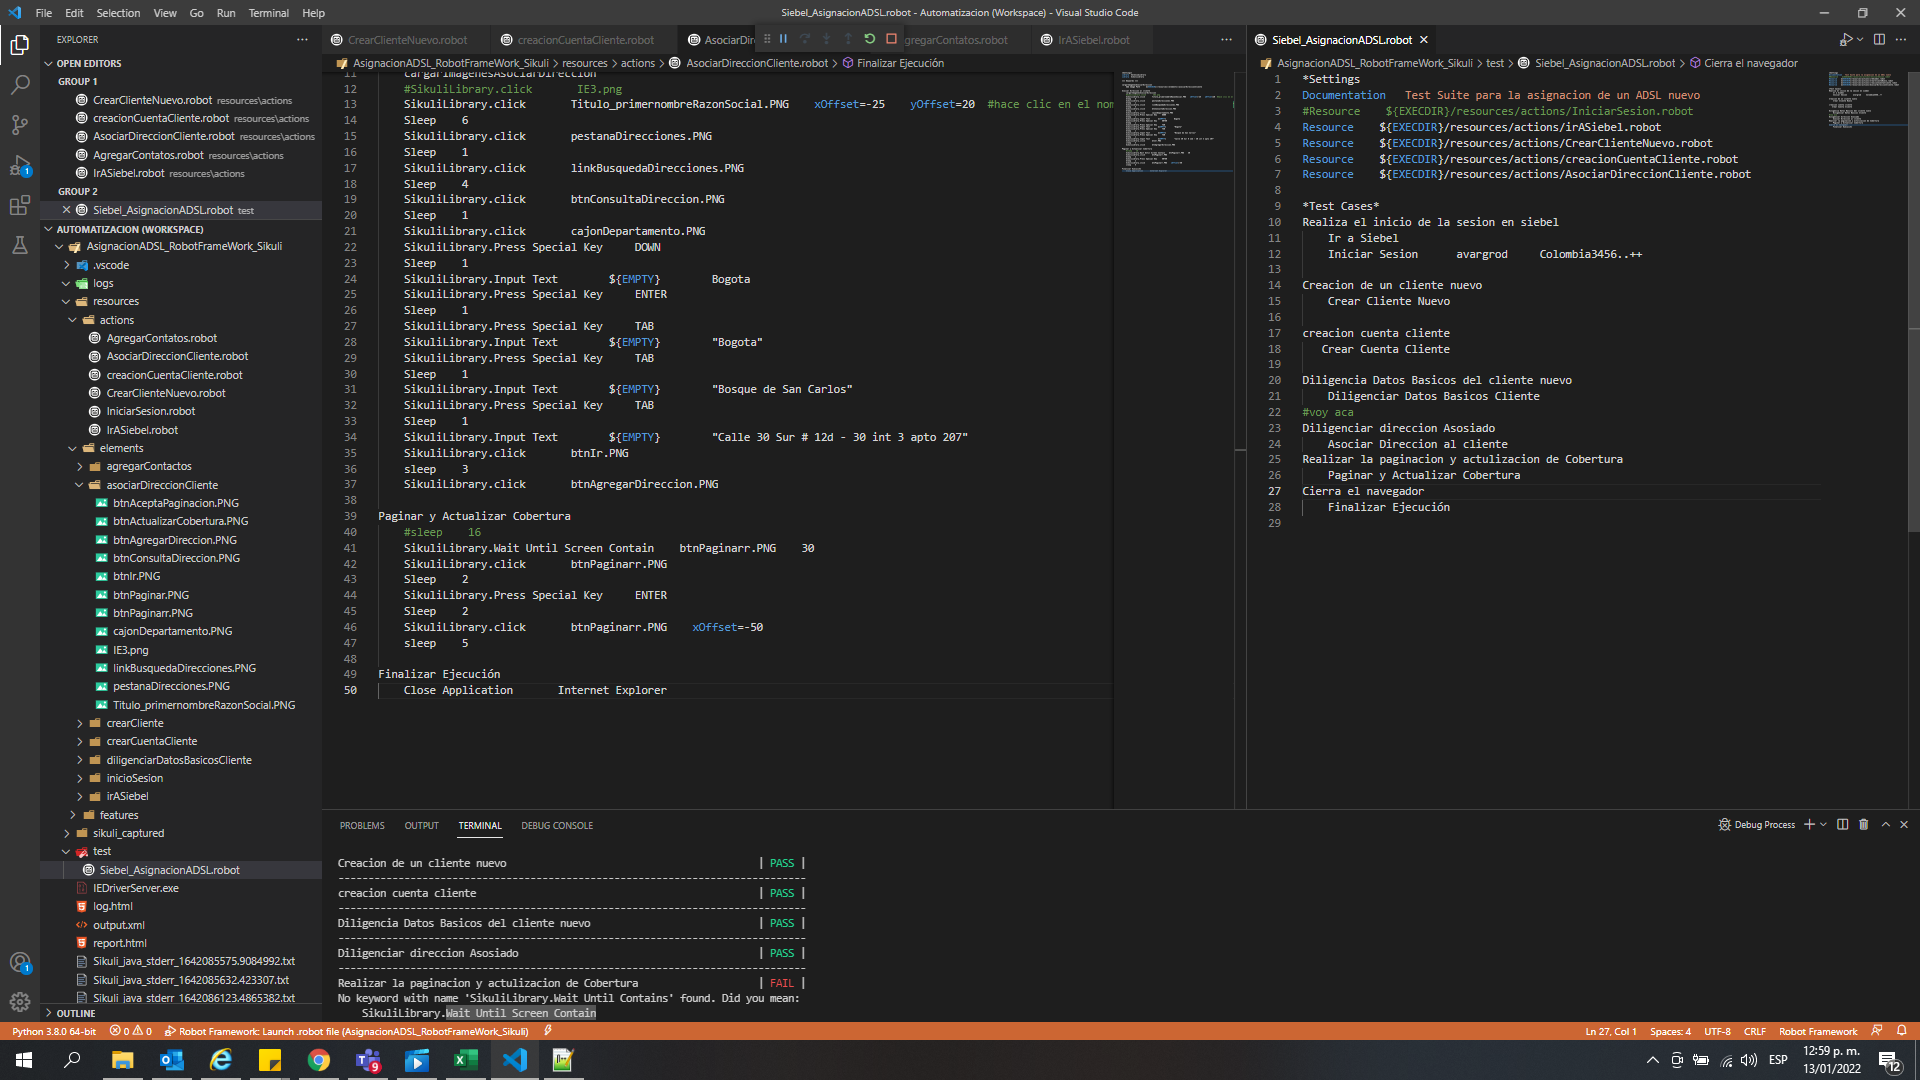 File Edit Selection View Go Run Terminal Help
Siebel_AsignacionADSL.robot - Automatizacion (Workspace) - Visual Studio Code
EXPLORER
OPEN EDITORS
GROUP 1
CrearClienteNuevo.robot resources\actions
creacionCuentaCliente.robot resources\actions
AsociarDireccionCliente.robot resources\actions
AgregarContatos.robot resources\actions
IrASiebel.robot resources\actions
GROUP 2
Siebel_AsignacionADSL.robot test
AUTOMATIZACION (WORKSPACE)
AsignacionADSL_RobotFrameWork_Sikuli
.vscode
logs
resources
actions
AgregarContatos.robot
AsociarDireccionCliente.robot
creacionCuentaCliente.robot
CrearClienteNuevo.robot
IniciarSesion.robot
IrASiebel.robot
elements
agregarContactos
asociarDireccionCliente
btnAceptaPaginacion.PNG
btnActualizarCobertura.PNG
btnAgregarDireccion.PNG
btnConsultaDireccion.PNG
btnIr.PNG
btnPaginar.PNG
btnPaginarr.PNG
cajonDepartamento.PNG
IE3.png
linkBusquedaDirecciones.PNG
pestanaDirecciones.PNG
Titulo_primernombreRazonSocial.PNG
crearCliente
crearCuentaCliente
diligenciarDatosBasicosCliente
inicioSesion
irASiebel
features
sikuli_captured
test
Siebel_AsignacionADSL.robot
IEDriverServer.exe
log.html
output.xml
report.html
Sikuli_java_stderr_1642085575.9084992.txt
Sikuli_java_stderr_1642085632.423307.txt
Sikuli_java_stderr_1642086123.4865382.txt
OUTLINE
CrearClienteNuevo.robot creacionCuentaCliente.robot AsociarDir gregarContatos.robot IrASiebel.robot
AsignacionADSL_RobotFrameWork_Sikuli > resources > actions > AsociarDireccionCliente.robot > Finalizar Ejecución
11 CargarImagenesAsociarDireccion
12 #SikuliLibrary.click IE3.png
13 SikuliLibrary.click Titulo_primernombreRazonSocial.PNG xOffset=-25 yOffset=20 #hace clic en el nom
14 Sleep 6
15 SikuliLibrary.click pestanaDirecciones.PNG
16 Sleep 1
17 SikuliLibrary.click linkBusquedaDirecciones.PNG
18 Sleep 4
19 SikuliLibrary.click btnConsultaDireccion.PNG
20 Sleep 1
21 SikuliLibrary.click cajonDepartamento.PNG
22 SikuliLibrary.Press Special Key DOWN
23 Sleep 1
24 SikuliLibrary.Input Text ${EMPTY} Bogota
25 SikuliLibrary.Press Special Key ENTER
26 Sleep 1
27 SikuliLibrary.Press Special Key TAB
28 SikuliLibrary.Input Text ${EMPTY} "Bogota"
29 SikuliLibrary.Press Special Key TAB
30 Sleep 1
31 SikuliLibrary.Input Text ${EMPTY} "Bosque de San Carlos"
32 SikuliLibrary.Press Special Key TAB
33 Sleep 1
34 SikuliLibrary.Input Text ${EMPTY} "Calle 30 Sur # 12d - 30 int 3 apto 207"
35 SikuliLibrary.click btnIr.PNG
36 sleep 3
37 SikuliLibrary.click btnAgregarDireccion.PNG
38
39 Paginar y Actualizar Cobertura
40 #sleep 16
41 SikuliLibrary.Wait Until Screen Contain btnPaginarr.PNG 30
42 SikuliLibrary.click btnPaginarr.PNG
43 Sleep 2
44 SikuliLibrary.Press Special Key ENTER
45 Sleep 2
46 SikuliLibrary.click btnPaginarr.PNG xOffset=-50
47 sleep 5
48
49 Finalizar Ejecución
50 Close Application Internet Explorer
Siebel_AsignacionADSL.robot
AsignacionADSL_RobotFrameWork_Sikuli > test > Siebel_AsignacionADSL.robot > Cierra el navegador
1 *Settings
2 Documentation Test Suite para la asignacion de un ADSL nuevo
3 #Resource ${EXECDIR}/resources/actions/IniciarSesion.robot
4 Resource ${EXECDIR}/resources/actions/irASiebel.robot
5 Resource ${EXECDIR}/resources/actions/CrearClienteNuevo.robot
6 Resource ${EXECDIR}/resources/actions/creacionCuentaCliente.robot
7 Resource ${EXECDIR}/resources/actions/AsociarDireccionCliente.robot
8
9 *Test Cases*
10 Realiza el inicio de la sesion en siebel
11 Ir a Siebel
12 Iniciar Sesion avargrod Colombia3456..++
13
14 Creacion de un cliente nuevo
15 Crear Cliente Nuevo
16
17 creacion cuenta cliente
18 Crear Cuenta Cliente
19
20 Diligencia Datos Basicos del cliente nuevo
21 Diligenciar Datos Basicos Cliente
22 #voy aca
23 Diligenciar direccion Asosiado
24 Asociar Direccion al cliente
25 Realizar la paginacion y actulizacion de Cobertura
26 Paginar y Actualizar Cobertura
27 Cierra el navegador
28 Finalizar Ejecución
29
PROBLEMS OUTPUT TERMINAL DEBUG CONSOLE
Debug Process
Creacion de un cliente nuevo | PASS |
creacion cuenta cliente | PASS |
Diligencia Datos Basicos del cliente nuevo | PASS |
Diligenciar direccion Asosiado | PASS |
Realizar la paginacion y actulizacion de Cobertura | FAIL |
No keyword with name 'SikuliLibrary.Wait Until Contains' found. Did you mean:
SikuliLibrary.Wait Until Screen Contain
Python 3.8.0 64-bit 0 0 Robot Framework: Launch .robot file (AsignacionADSL_RobotFrameWork_Sikuli)
Ln 27, Col 1 Spaces: 4 UTF-8 CRLF Robot Framework
ESP
12:59 p. m.
13/01/2022
12